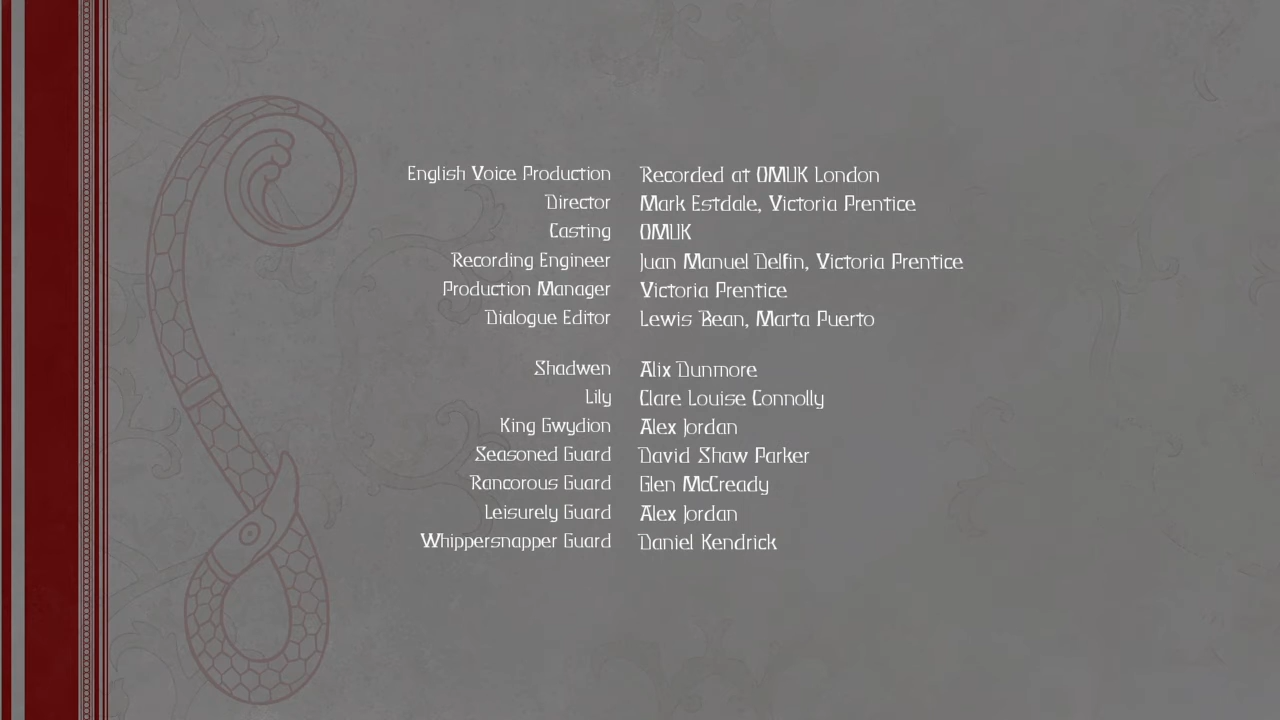 English Voice Production Recorded at OMUK London
Director Mark Estdale, Victoria Prentice
Casting OMUK
Recording Engineer Juan Manuel Delfin, Victoria Prentice
Production Manager Victoria Prentice
Dialogue Editor Lewis Bean, Marta Puerto
Shadwen Alix Dunmore
Lily Clare Louise Connolly
King Gwydion Alex Jordan
Seasoned Guard David Shaw Parker
Rancorous Guard Glen McCready
Leisurely Guard Alex Jordan
Whippersnapper Guard Daniel Kendrick